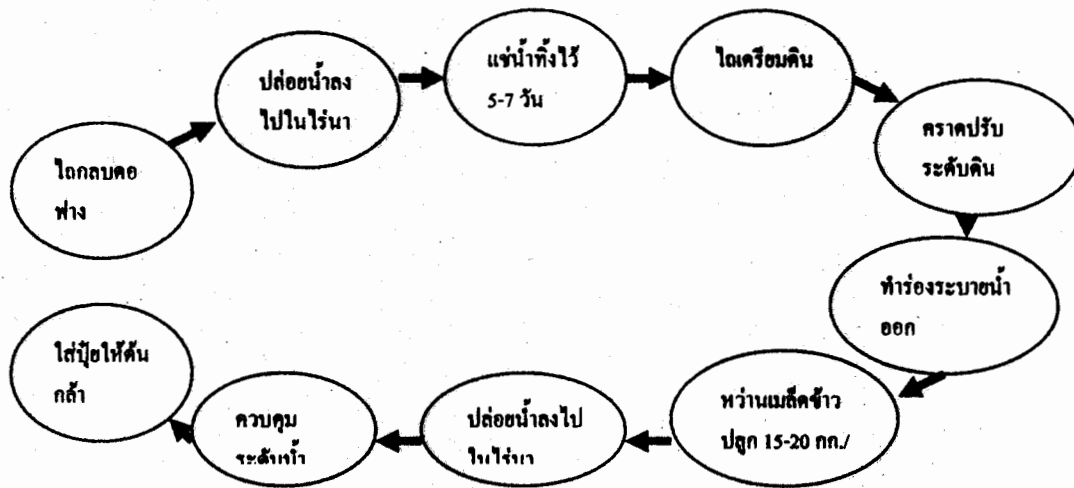 ไถกลบตอ
ฟาง
ปล่อยน้ำลง
ไปในไร่นา
แช่น้ำทิ้งไว้
5-7 วัน
ไถเตรียมดิน
คราดปรับ
ระดับดิน
ทำร่องระบายน้ำ
ออก
หว่านเมล็ดข้าว
ปลูก 15-20 กก./
ปล่อยน้ำลงไป
ในไร่นา
ควบคุม
ระดับน้ำ
ใส่ปุ๋ยให้ต้น
กล้า